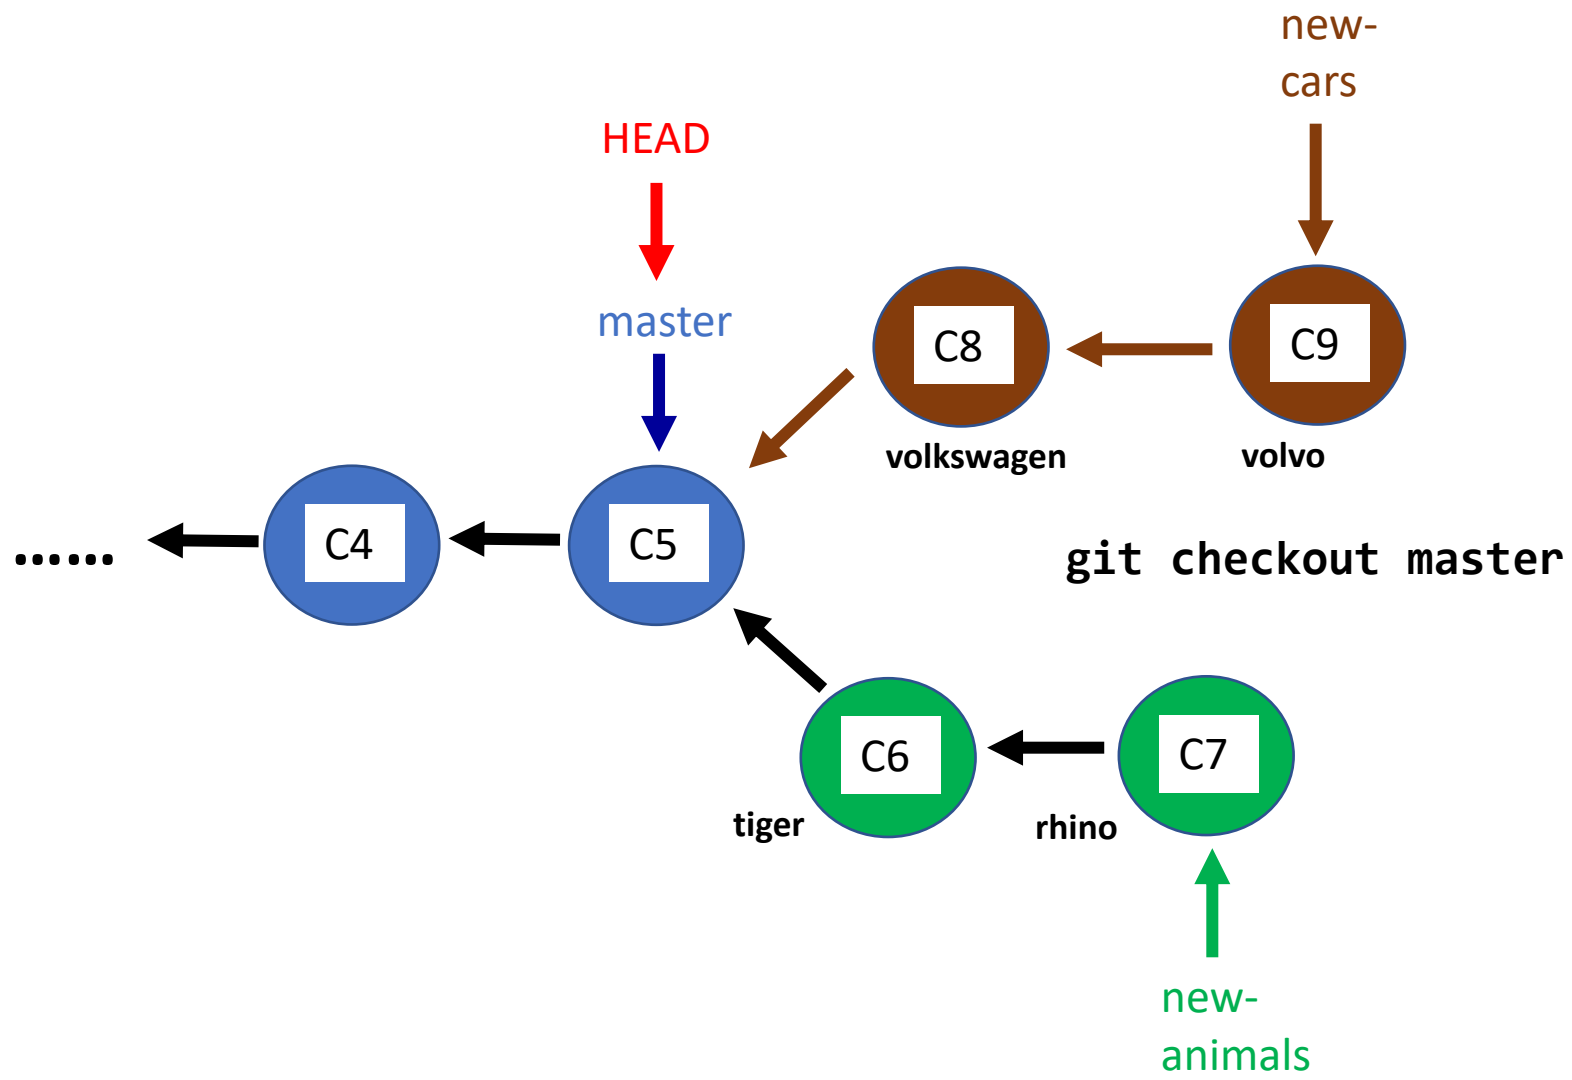 new-
cars
HEAD
master
C8
C9
volkswagen
volvo
......
C4
C5
git checkout master
C6
C7
tiger
rhino
new-
animals